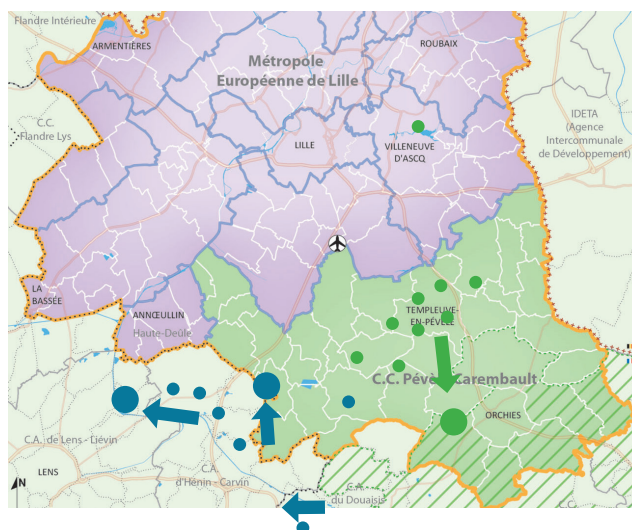 Flandre Intérieure
ARMENTIÈRES
ROUBAIX
Métropole
Européenne de Lille
C.C.
Flandre Lys
IDETA
(Agence
Intercommunale
de Développement)
LILLE
VILLENEUVE
D'ASCQ
LA
BASSÉE
ANNŒULLIN
Haute-Deûle
TEMPLEUVE-
EN-PÉVÈLE
C.C. Pévèle Carembault
ORCHIES
C.A. de Lens - Liévin
LENS
C.A.
d'Hénin - Carvin
C.A.
du Douaisis
N
C.C.